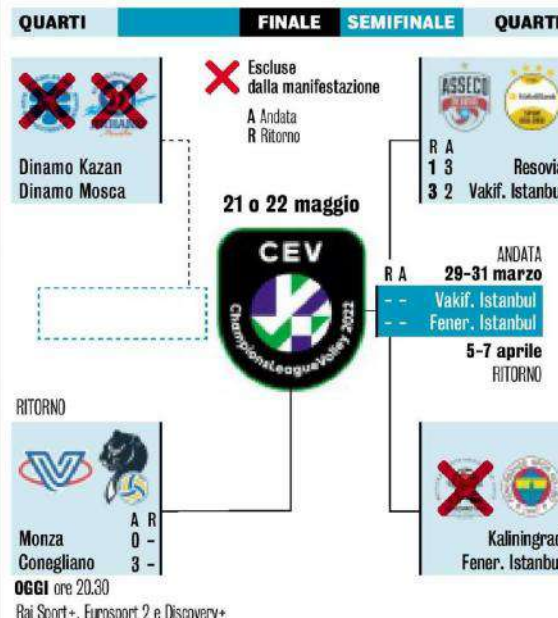 QUARTI
FINALE
SEMIFINALE
QUARTI
Escluse
dalla manifestazione
A Andata
R Ritorno
Dinamo Kazan
Dinamo Mosca
ASSECO
R A
1 3 Resovia
3 2 Vakif. Istanbul
21 o 22 maggio
CEV
ChampionsLeagueVolley 2022
ANDATA
R A 29-31 marzo
- - Vakif. Istanbul
- - Fener. Istanbul
5-7 aprile
RITORNO
RITORNO
A R
Monza 0 -
Conegliano 3 -
OGGI ore 20.30
Rai Sport+, Eurosport 2 e Discovery+
Kaliningrad
Fener. Istanbul